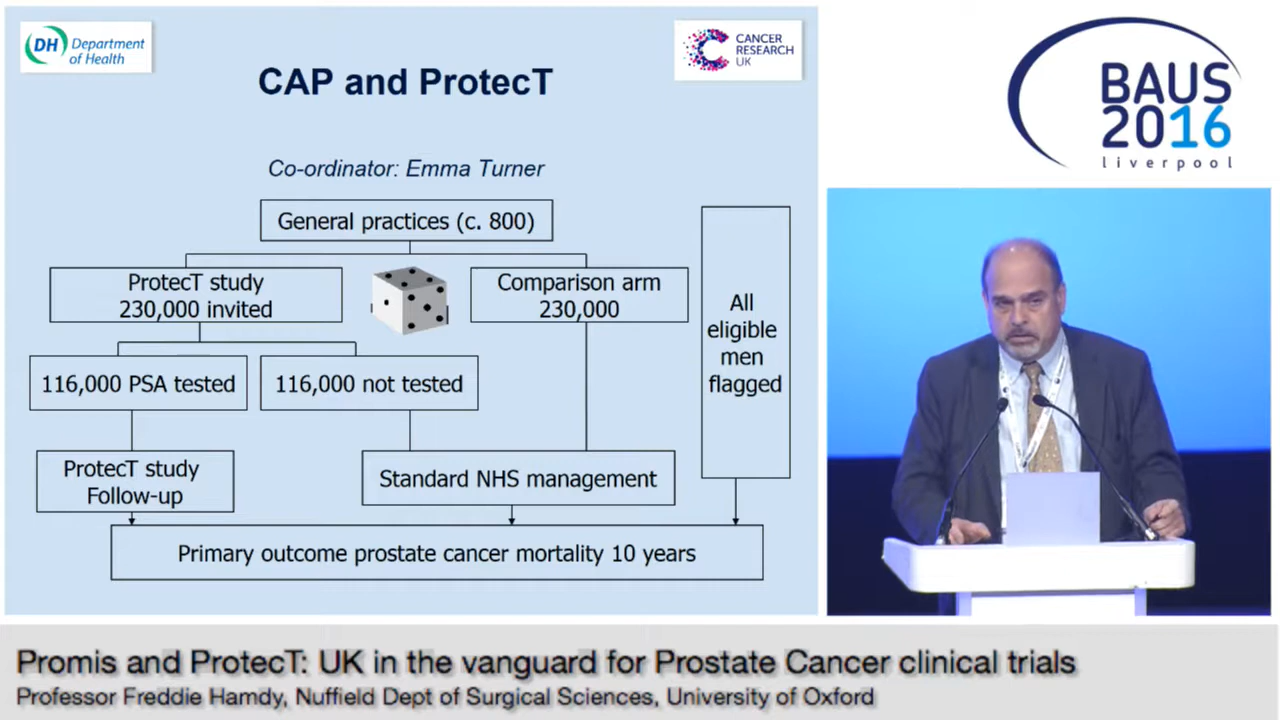 DH Department
of Health
CANCER
RESEARCH
UK
CAP and ProtecT
Co-ordinator: Emma Turner
General practices (c. 800)
ProtecT study
230,000 invited
Comparison arm
230,000
All
eligible
men
flagged
116,000 PSA tested
116,000 not tested
ProtecT study
Follow-up
Standard NHS management
Primary outcome prostate cancer mortality 10 years
BAUS
2016
liverpool
Promis and ProtecT: UK in the vanguard for Prostate Cancer clinical trials
Professor Freddie Hamdy, Nuffield Dept of Surgical Sciences, University of Oxford